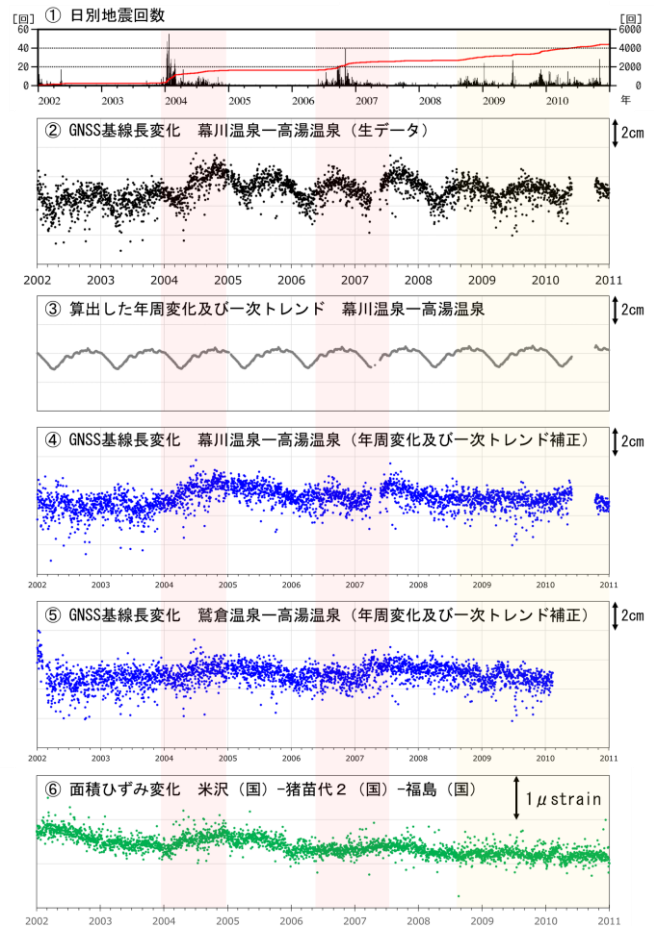 ① 日別地震回数
[回] [回]
60 6000
40 4000
20 2000
0 0
2002 2003 2004 2005 2006 2007 2008 2009 2010 年
② GNSS基線長変化 幕川温泉ー高湯温泉（生データ） 2cm
2002 2003 2004 2005 2006 2007 2008 2009 2010 2011
③ 算出した年周変化及び一次トレンド 幕川温泉ー高湯温泉 2cm
④ GNSS基線長変化 幕川温泉ー高湯温泉（年周変化及び一次トレンド補正） 2cm
2002 2003 2004 2005 2006 2007 2008 2009 2010 2011
⑤ GNSS基線長変化 鷲倉温泉ー高湯温泉（年周変化及び一次トレンド補正） 2cm
2002 2003 2004 2005 2006 2007 2008 2009 2010 2011
⑥ 面積ひずみ変化 米沢（国）-猪苗代２（国）-福島（国）
1μstrain
2002 2003 2004 2005 2006 2007 2008 2009 2010 2011